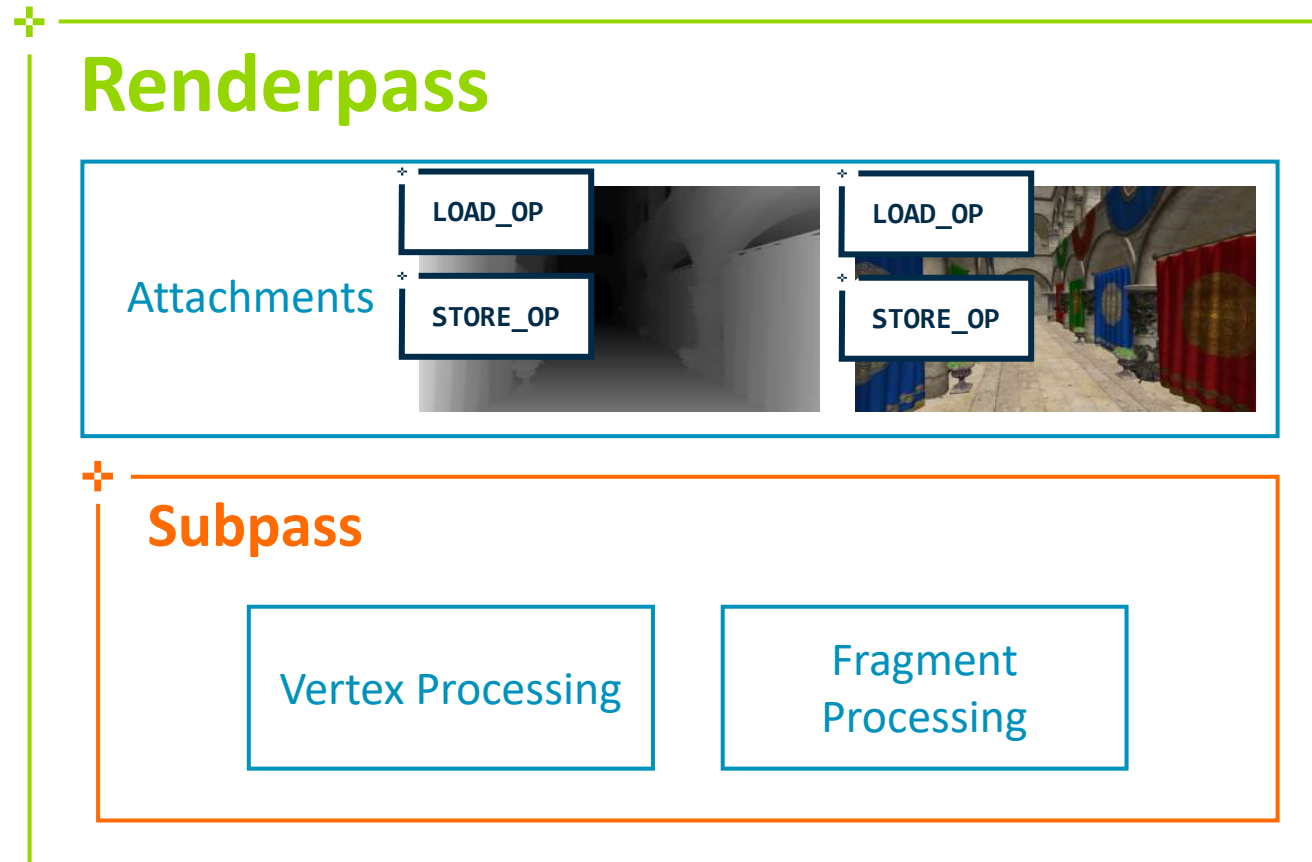 Renderpass
Attachments
LOAD_OP
STORE_OP
LOAD_OP
STORE_OP
Subpass
Vertex Processing
Fragment
Processing